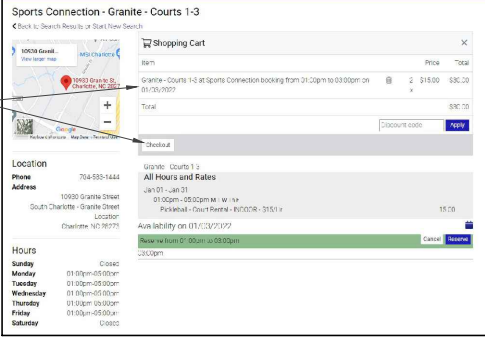 Sports Connection - Granite - Courts 1-3
Back to Search Results or Start New Search
10930 Granit...
View larger map
MSI Charlotte
10930 Granite St,
Charlotte, NC 28273
+
−
Google
Map Data
Terms of Use
Shopping Cart
×
Item Price Total
Granite - Courts 1-3 at Sports Connection booking from 01:00pm to 03:00pm on 2 $15.00 $30.00
01/03/2022 x
Total $30.00
Discount code Apply
Checkout
Granite - Courts 1-3
All Hours and Rates
Jan 01 - Jan 31
01:00pm - 05:00pm M T W T F
Pickleball - Court Rental - INDOOR - $15/Hr 15.00
Availability on 01/03/2022
Reserve from 01:00pm to 03:00pm Cancel Reserve
03:00pm
Location
Phone 704-583-1444
Address
10930 Granite Street
South Charlotte - Granite Street
Location
Charlotte, NC 28273
Hours
Sunday Closed
Monday 01:00pm-05:00pm
Tuesday 01:00pm-05:00pm
Wednesday 01:00pm-05:00pm
Thursday 01:00pm-05:00pm
Friday 01:00pm-05:00pm
Saturday Closed